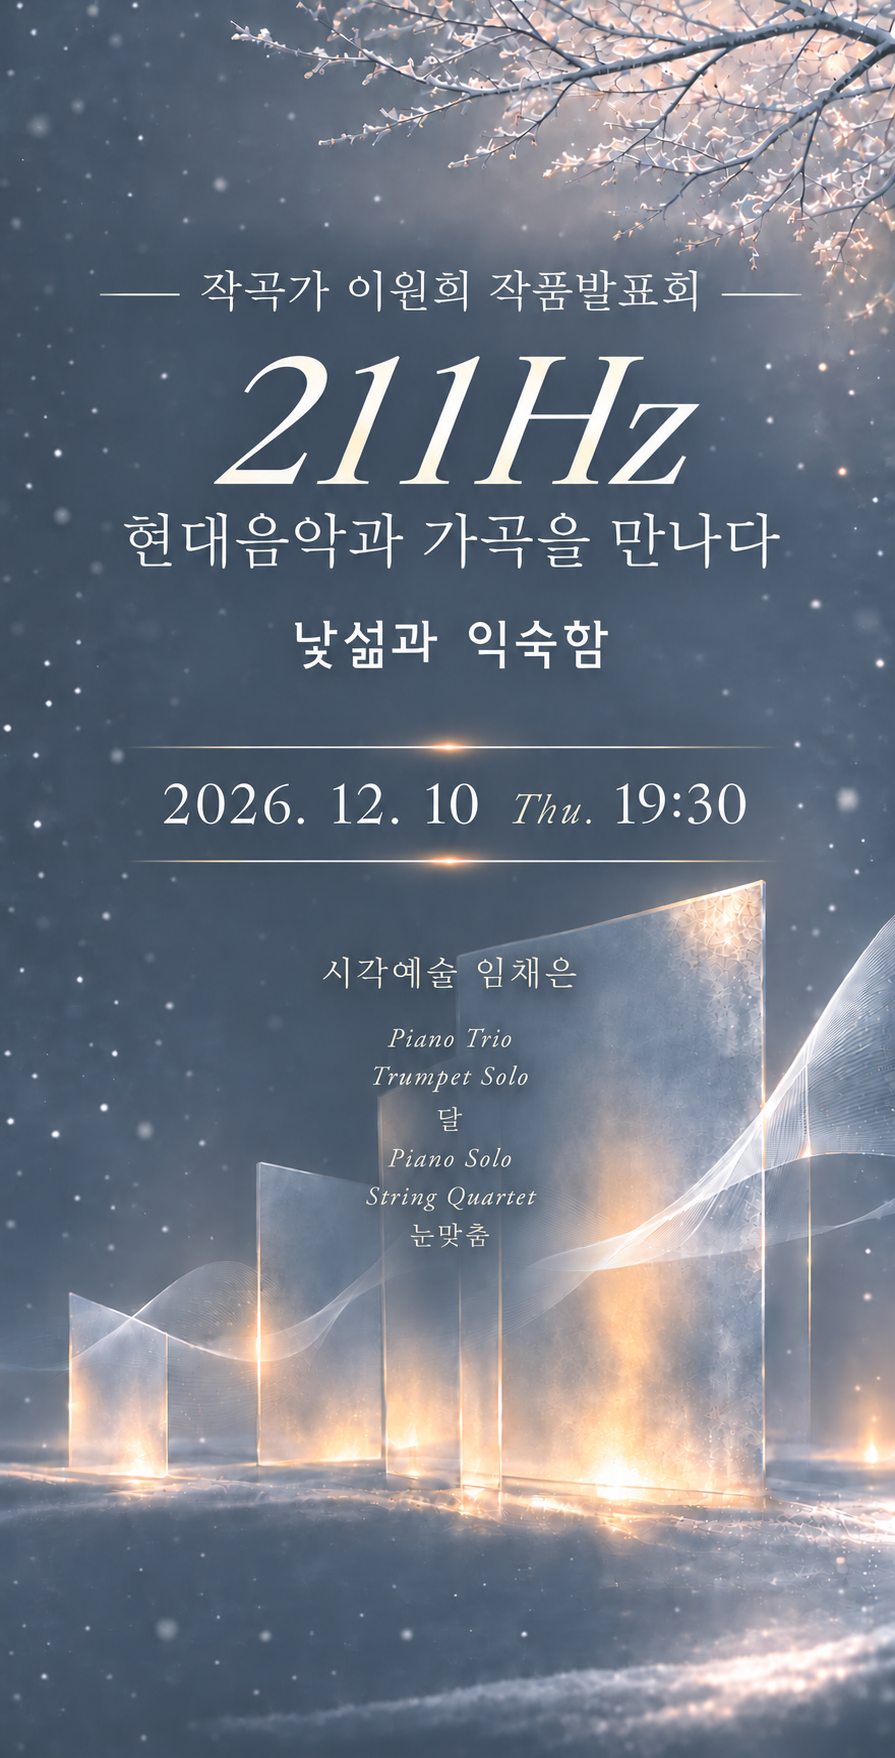 작곡가 이원희 작품발표회
211Hz
현대음악과 가곡을 만나다
낯섦과 익숙함
2026. 12. 10 Thu. 19:30
시각예술 임채은
Piano Trio
Trumpet Solo
달
Piano Solo
String Quartet
눈맞춤